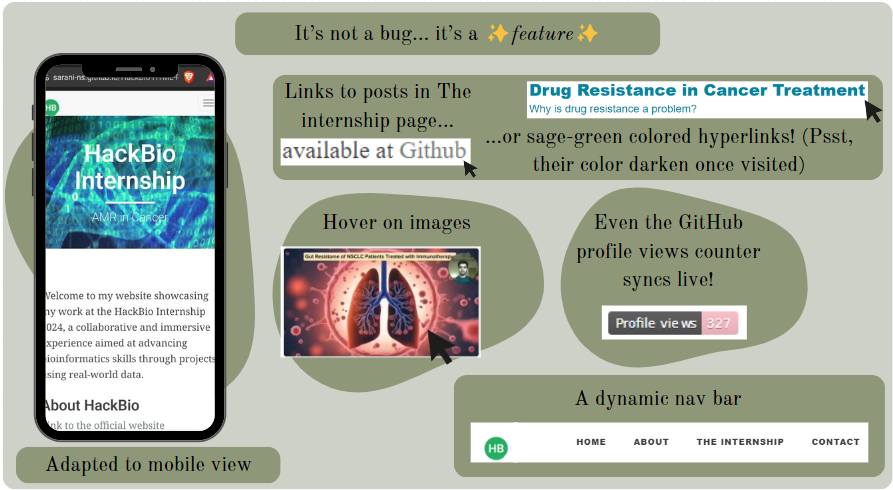 It's not a bug... it's a ✨feature✨
sarani-ns.github.io/HackBio
HB
HackBio
Internship
AMR in Cancer
Welcome to my website showcasing
my work at the HackBio Internship
2024, a collaborative and immersive
experience aimed at advancing
bioinformatics skills through projects
using real-world data.
About HackBio
Link to the official website
Adapted to mobile view
Links to posts in The
internship page...
available at Github
Drug Resistance in Cancer Treatment
Why is drug resistance a problem?
...or sage-green colored hyperlinks! (Psst,
their color darken once visited)
Hover on images
Gut Resistome of NSCLC Patients Treated with Immunotherapy
Even the GitHub
profile views counter
syncs live!
Profile views 327
A dynamic nav bar
HB HOME ABOUT THE INTERNSHIP CONTACT